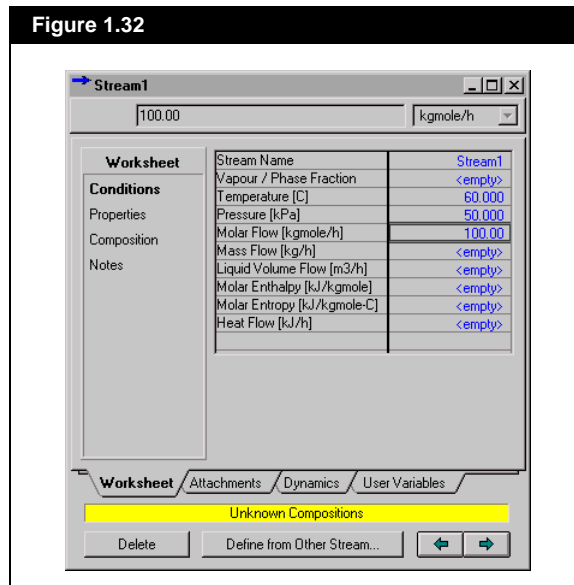 Figure 1.32
Stream1
100.00 kgmole/h
Worksheet
Conditions
Properties
Composition
Notes
Stream Name Stream1
Vapour / Phase Fraction <empty>
Temperature [C] 60.000
Pressure [kPa] 50.000
Molar Flow [kgmole/h] 100.00
Mass Flow [kg/h] <empty>
Liquid Volume Flow [m3/h] <empty>
Molar Enthalpy [kJ/kgmole] <empty>
Molar Entropy [kJ/kgmole-C] <empty>
Heat Flow [kJ/h] <empty>
Worksheet Attachments Dynamics User Variables
Unknown Compositions
Delete Define from Other Stream...